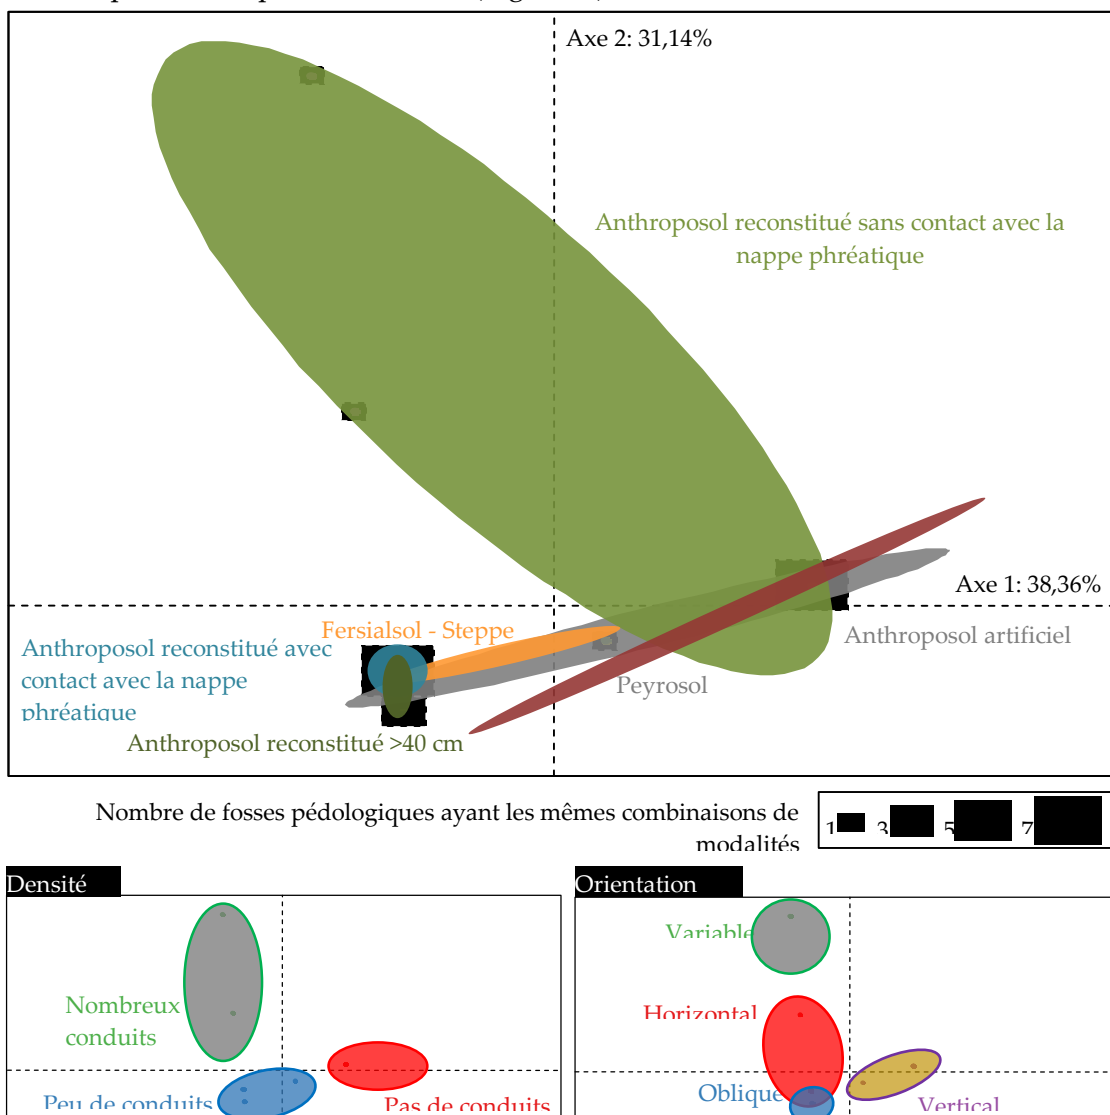 Axe 2: 31,14%
Anthroposol reconstitué sans contact avec la
nappe phréatique
Axe 1: 38,36%
Fersialsol - Steppe
Anthroposol artificiel
Anthroposol reconstitué avec
contact avec la nappe
phréatique
Peyrosol
Anthroposol reconstitué >40 cm
Nombre de fosses pédologiques ayant les mêmes combinaisons de
modalités
1 3 5 7
Densité
Orientation
Variable
Nombreux
conduits
Horizontal
Oblique
Peu de conduits
Pas de conduits
Vertical